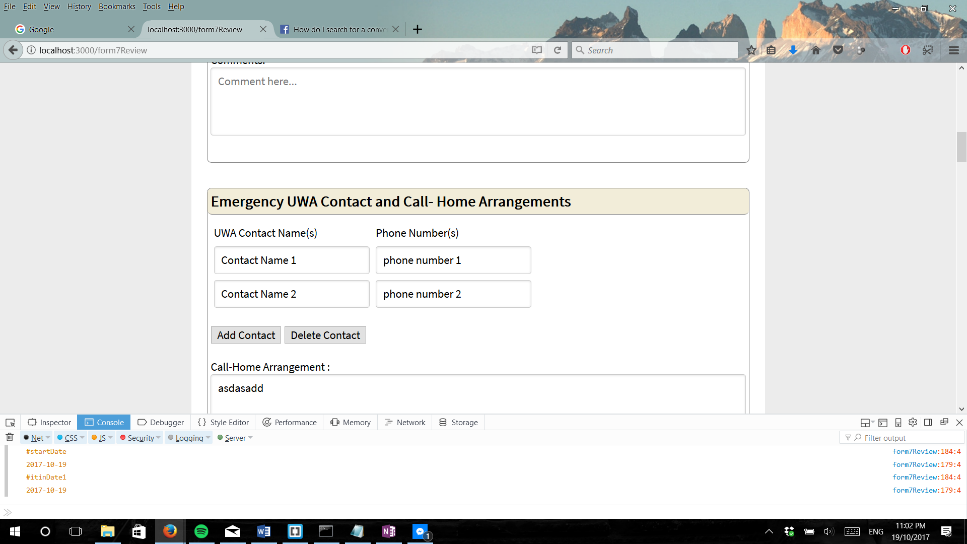 File Edit View History Bookmarks Tools Help
Google localhost:3000/form7Review How do I search for a conve
localhost:3000/form7Review Search
Comments:
Comment here...
Emergency UWA Contact and Call- Home Arrangements
UWA Contact Name(s) Phone Number(s)
Contact Name 1 phone number 1
Contact Name 2 phone number 2
Add Contact Delete Contact
Call-Home Arrangement :
asdasadd
Inspector Console Debugger Style Editor Performance Memory Network Storage
Net CSS JS Security Logging Server Filter output
#startDate form7Review:184:4
2017-10-19 form7Review:179:4
#itinDate1 form7Review:184:4
2017-10-19 form7Review:179:4
ENG 11:02 PM
19/10/2017
1